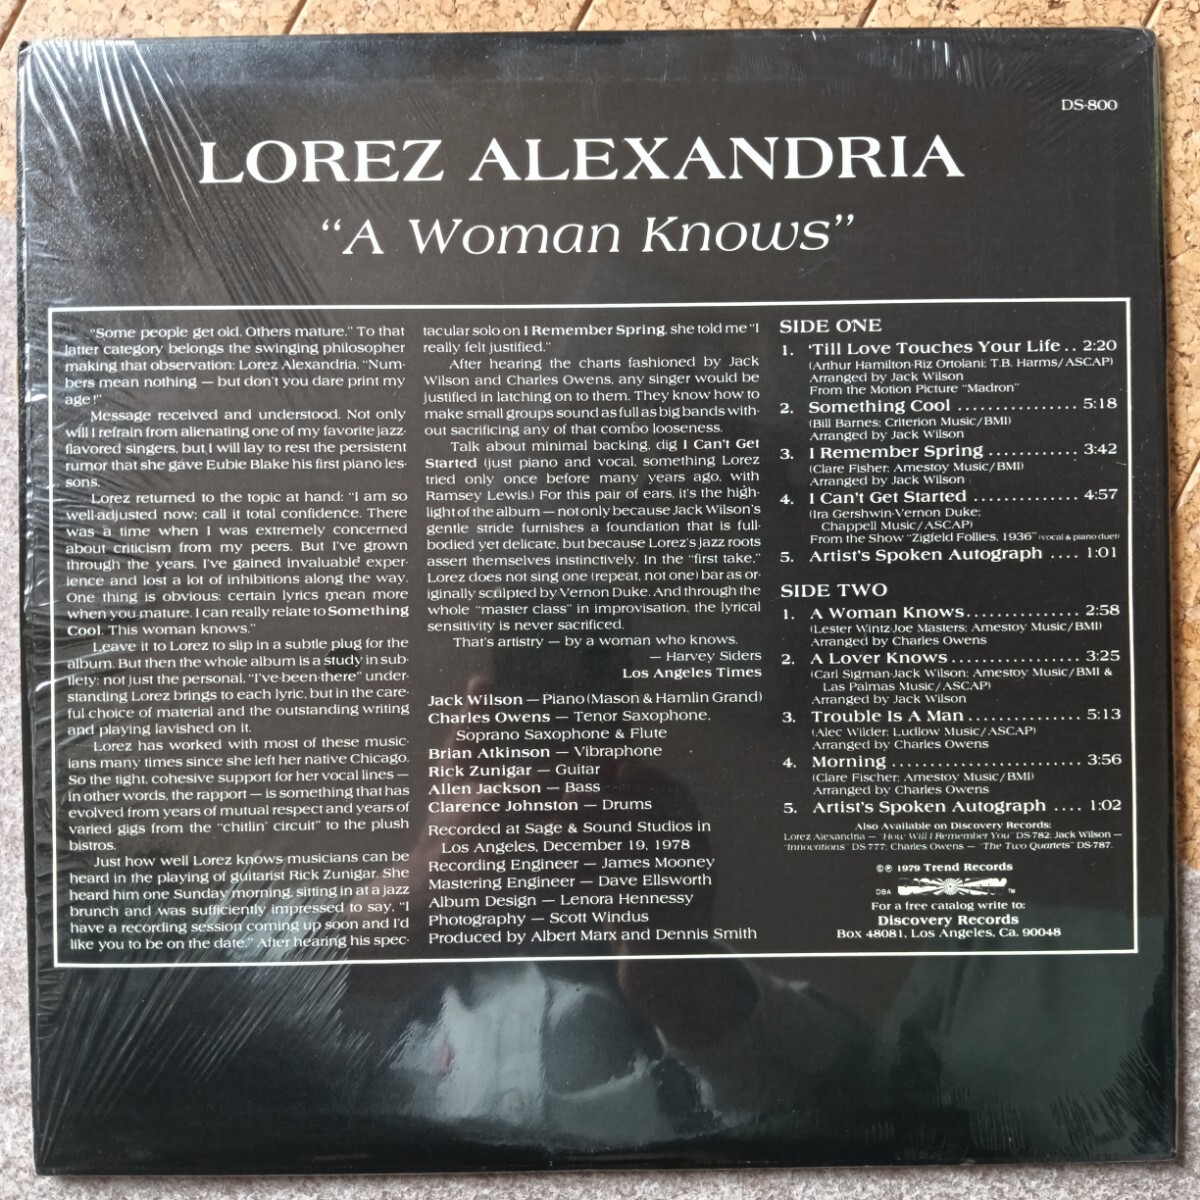 DS-800
LOREZ ALEXANDRIA
“A Woman Knows”
“Some people get old. Others mature.” To that
latter category belongs the swinging philosopher
making that observation: Lorez Alexandria. “Num-
bers mean nothing — but don't you dare print my
age!”
Message received and understood. Not only
will I refrain from alienating one of my favorite jazz-
flavored singers, but I will lay to rest the persistent
rumor that she gave Eubie Blake his first piano les-
sons.
Lorez returned to the topic at hand: “I am so
well-adjusted now; call it total confidence. There
was a time when I was extremely concerned
about criticism from my peers. But I've grown
through the years. I've gained invaluable exper-
ience and lost a lot of inhibitions along the way.
One thing is obvious: certain lyrics mean more
when you mature. I can really relate to Something
Cool. This woman knows.”
Leave it to Lorez to slip in a subtle plug for the
album. But then the whole album is a study in sub-
tlety: not just the personal, “I've-been-there” under-
standing Lorez brings to each lyric, but in the care-
ful choice of material and the outstanding writing
and playing lavished on it.
Lorez has worked with most of these music-
ians many times since she left her native Chicago.
So the tight, cohesive support for her vocal lines —
in other words, the rapport — is something that has
evolved from years of mutual respect and years of
varied gigs from the “chitlin' circuit” to the plush
bistros.
Just how well Lorez knows musicians can be
heard in the playing of guitarist Rick Zunigar. She
heard him one Sunday morning, sitting in at a jazz
brunch and was sufficiently impressed to say, “I
have a recording session coming up soon and I'd
like you to be on the date.” After hearing his spec-
tacular solo on I Remember Spring, she told me “I
really felt justified.”
After hearing the charts fashioned by Jack
Wilson and Charles Owens, any singer would be
justified in latching on to them. They know how to
make small groups sound as full as big bands with-
out sacrificing any of that combo looseness.
Talk about minimal backing, dig I Can't Get
Started (just piano and vocal, something Lorez
tried only once before many years ago, with
Ramsey Lewis.) For this pair of ears, it's the high-
light of the album — not only because Jack Wilson's
gentle stride furnishes a foundation that is full-
bodied yet delicate, but because Lorez's jazz roots
assert themselves instinctively. In the “first take,”
Lorez does not sing one (repeat, not one) bar as or-
iginally sculpted by Vernon Duke. And through the
whole “master class” in improvisation, the lyrical
sensitivity is never sacrificed.
That's artistry — by a woman who knows.
— Harvey Siders
Los Angeles Times
Jack Wilson — Piano (Mason & Hamlin Grand)
Charles Owens — Tenor Saxophone,
Soprano Saxophone & Flute
Brian Atkinson — Vibraphone
Rick Zunigar — Guitar
Allen Jackson — Bass
Clarence Johnston — Drums
Recorded at Sage & Sound Studios in
Los Angeles, December 19, 1978
Recording Engineer — James Mooney
Mastering Engineer — Dave Ellsworth
Album Design — Lenora Hennessy
Photography — Scott Windus
Produced by Albert Marx and Dennis Smith
SIDE ONE
1. 'Till Love Touches Your Life .. 2:20
(Arthur Hamilton-Riz Ortolani; T.B. Harms/ASCAP)
Arranged by Jack Wilson
From the Motion Picture “Madron”
2. Something Cool ................ 5:18
(Bill Barnes; Criterion Music/BMI)
Arranged by Jack Wilson
3. I Remember Spring ............ 3:42
(Clare Fisher; Amestoy Music/BMI)
Arranged by Jack Wilson
4. I Can't Get Started .............. 4:57
(Ira Gershwin-Vernon Duke;
Chappell Music/ASCAP)
From the Show “Zigfeld Follies, 1936” (vocal & piano duet)
5. Artist's Spoken Autograph .... 1:01
SIDE TWO
1. A Woman Knows............... 2:58
(Lester Wintz-Joe Masters; Amestoy Music/BMI)
Arranged by Charles Owens
2. A Lover Knows................. 3:25
(Carl Sigman-Jack Wilson; Amestoy Music/BMI &
Las Palmas Music/ASCAP)
Arranged by Jack Wilson
3. Trouble Is A Man............... 5:13
(Alec Wilder; Ludlow Music/ASCAP)
Arranged by Charles Owens
4. Morning ...................... 3:56
(Clare Fischer; Amestoy Music/BMI)
Arranged by Charles Owens
5. Artist's Spoken Autograph .... 1:02
Also Available on Discovery Records:
Lorez Alexandria — “How Will I Remember You” DS-782; Jack Wilson —
“Innovations” DS-777; Charles Owens — “The Two Quartets” DS-787.
©℗ 1979 Trend Records
DBA ™
For a free catalog write to:
Discovery Records
Box 48081, Los Angeles, Ca. 90048